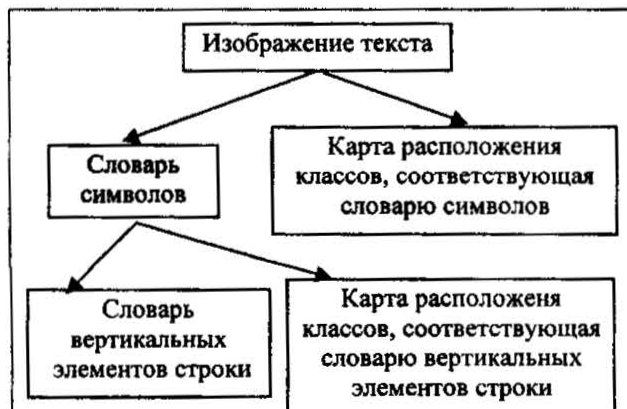 Изображение текста
Словарь
символов
Карта расположения
классов, соответствующая
словарю символов
Словарь
вертикальных
элементов строки
Карта расположеня
классов, соответствующая
словарю вертикальных
элементов строки